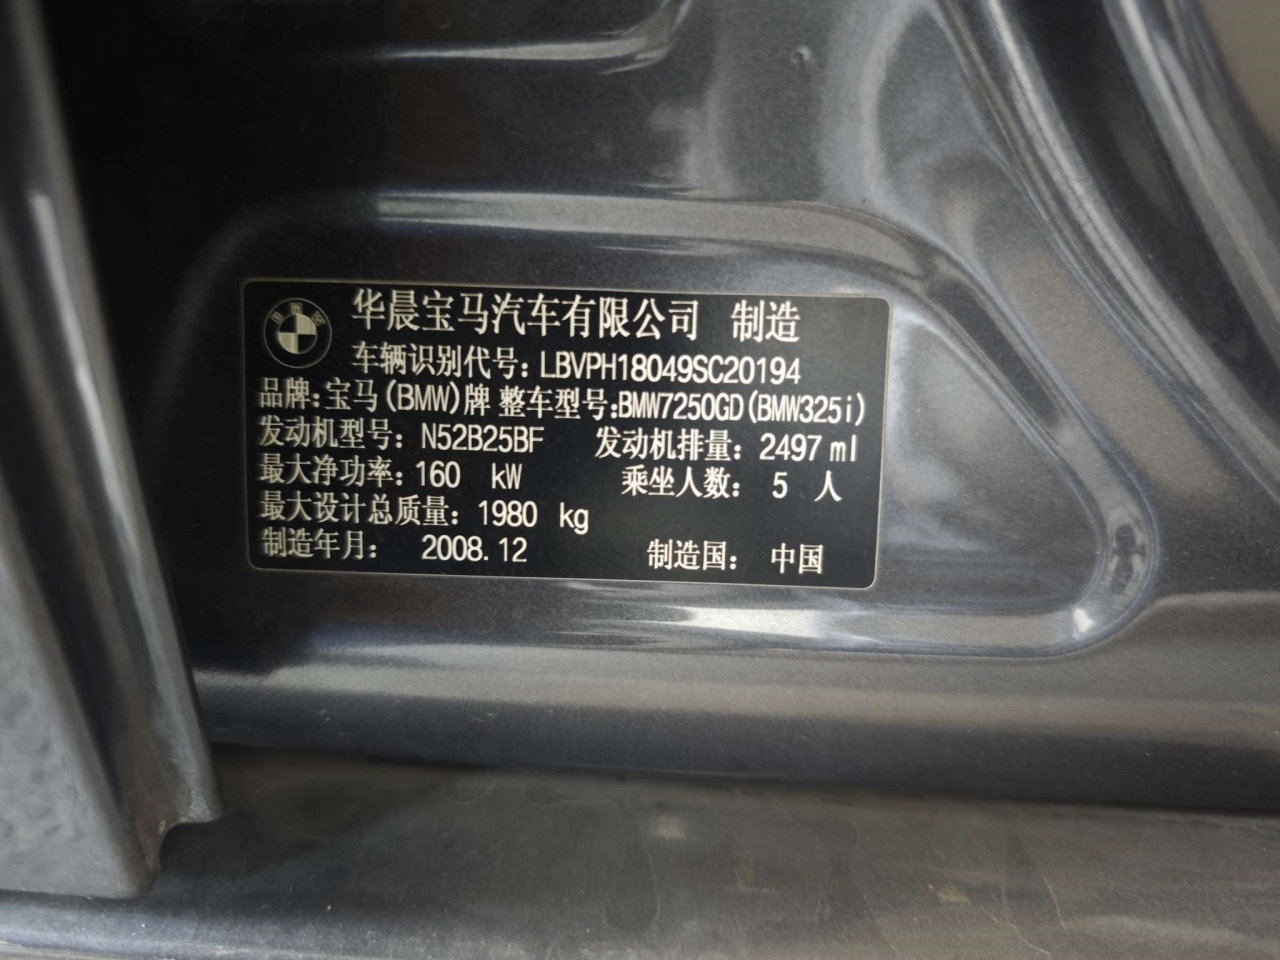 华晨宝马汽车有限公司 制造
车辆识别代号: LBVPH18049SC20194
品牌:宝马(BMW)牌 整车型号:BMW7250GD(BMW325i)
发动机型号: N52B25BF 发动机排量: 2497 ml
最大净功率: 160 kW 乘坐人数: 5 人
最大设计总质量: 1980 kg
制造年月: 2008.12 制造国: 中国